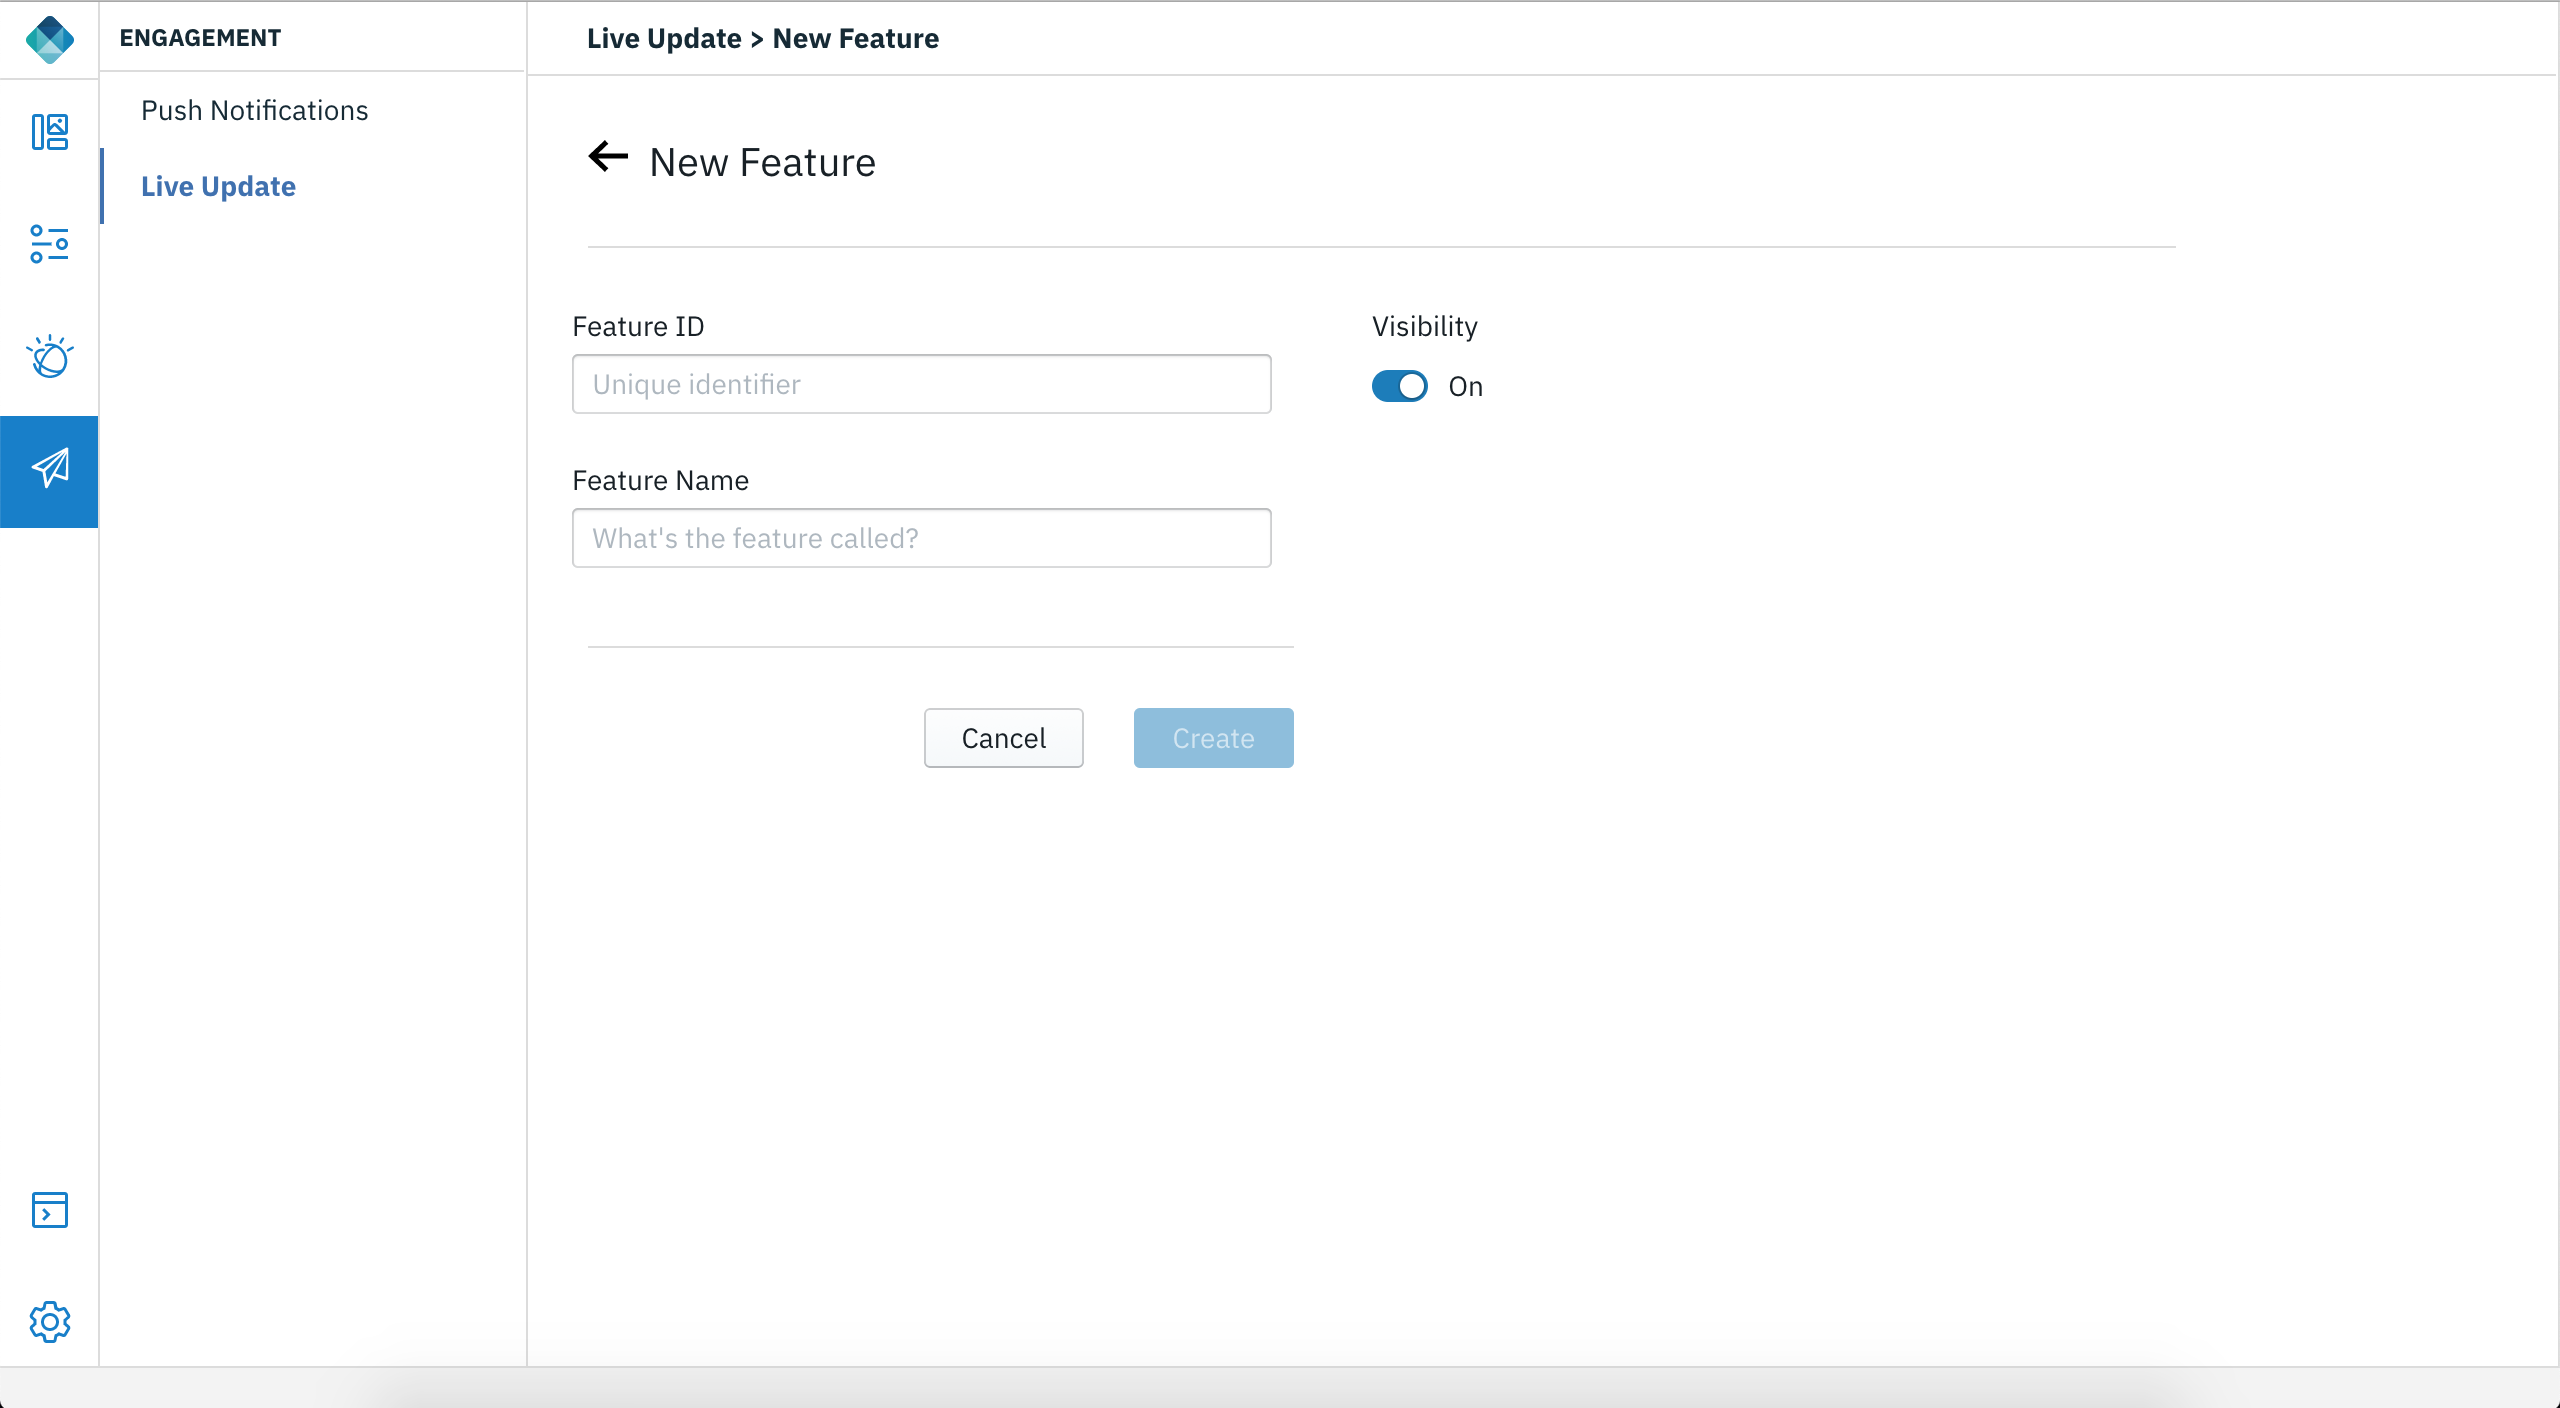 ENGAGEMENT
Push Notifications
Live Update
Live Update > New Feature
New Feature
Feature ID
Unique identifier
Visibility
On
Feature Name
What's the feature called?
Cancel
Create